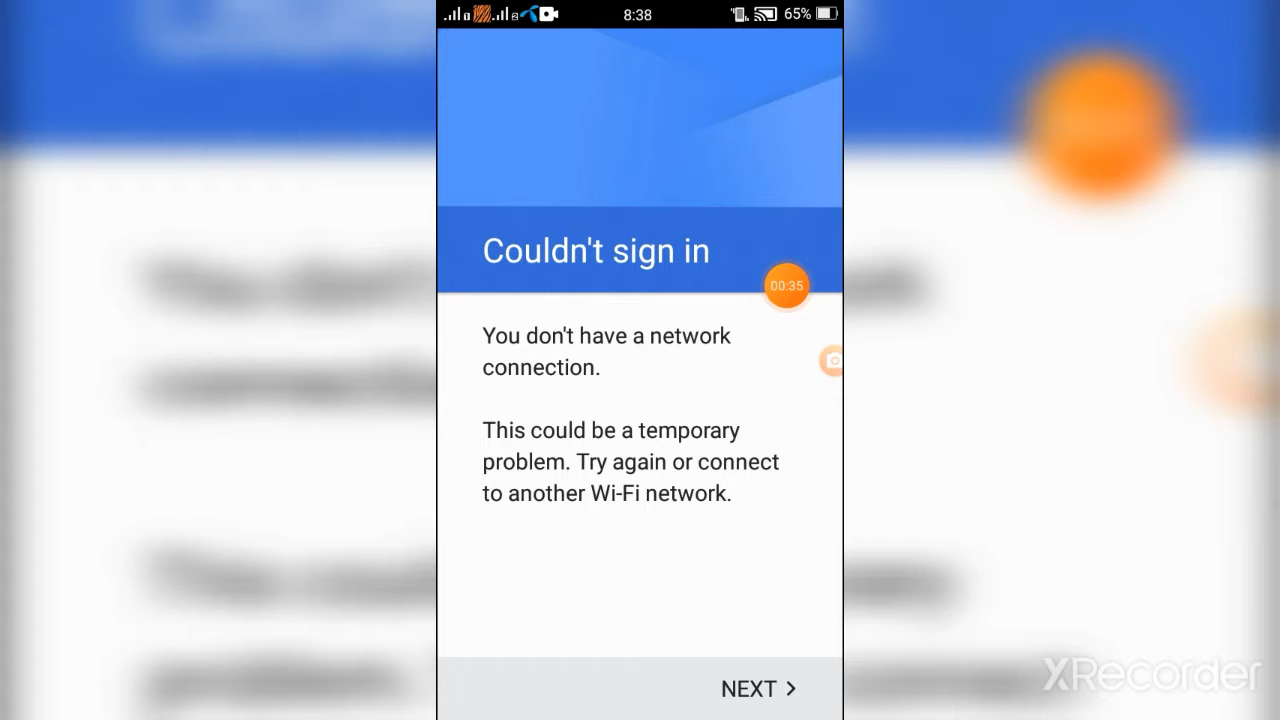 8:38
65%
Couldn't sign in
00:35
You don't have a network
connection.
This could be a temporary
problem. Try again or connect
to another Wi-Fi network.
NEXT
XRecorder